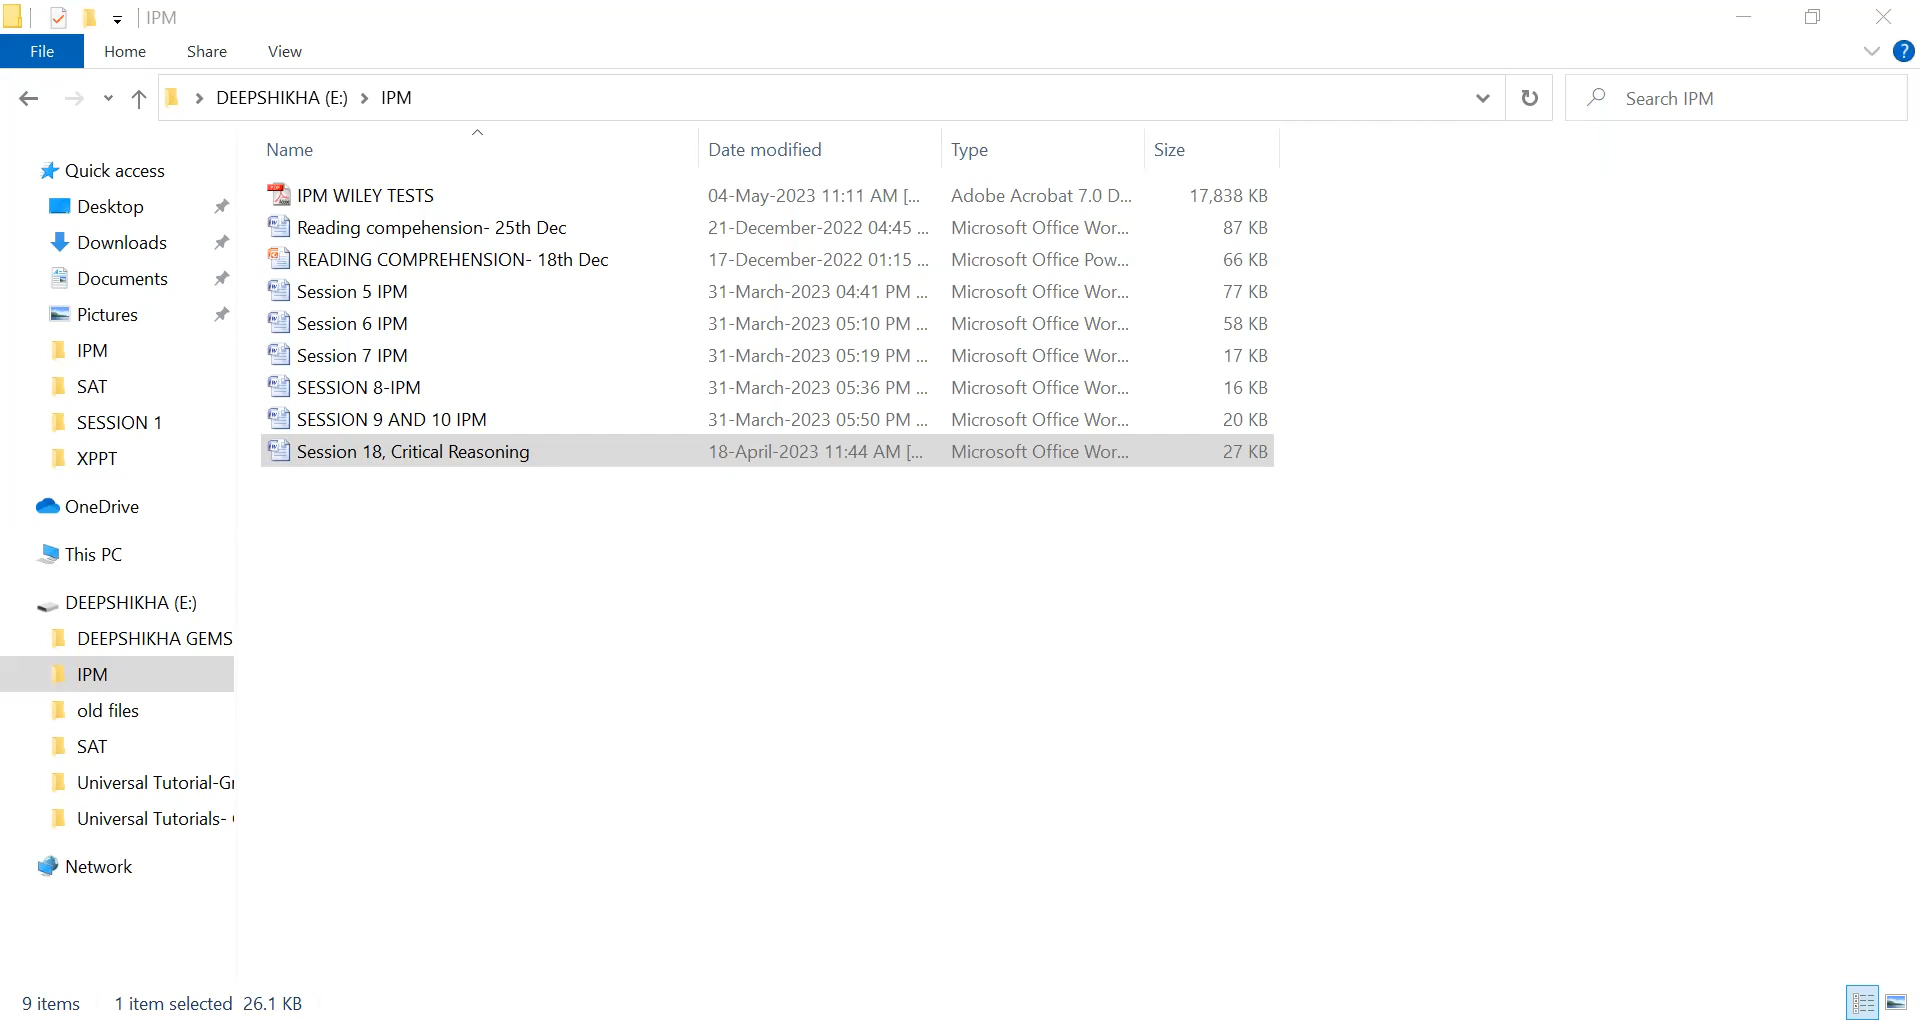 IPM
File Home Share View
?
DEEPSHIKHA (E:) IPM
Search IPM
Name Date modified Type Size
Quick access
Desktop
Downloads
Documents
Pictures
IPM
SAT
SESSION 1
XPPT
OneDrive
This PC
DEEPSHIKHA (E:)
DEEPSHIKHA GEMS
IPM
old files
SAT
Universal Tutorial-Gr
Universal Tutorials-
Network
IPM WILEY TESTS 04-May-2023 11:11 AM [... Adobe Acrobat 7.0 D... 17,838 KB
Reading compehension- 25th Dec 21-December-2022 04:45 ... Microsoft Office Wor... 87 KB
READING COMPREHENSION- 18th Dec 17-December-2022 01:15 ... Microsoft Office Pow... 66 KB
Session 5 IPM 31-March-2023 04:41 PM ... Microsoft Office Wor... 77 KB
Session 6 IPM 31-March-2023 05:10 PM ... Microsoft Office Wor... 58 KB
Session 7 IPM 31-March-2023 05:19 PM ... Microsoft Office Wor... 17 KB
SESSION 8-IPM 31-March-2023 05:36 PM ... Microsoft Office Wor... 16 KB
SESSION 9 AND 10 IPM 31-March-2023 05:50 PM ... Microsoft Office Wor... 20 KB
Session 18, Critical Reasoning 18-April-2023 11:44 AM [... Microsoft Office Wor... 27 KB
9 items 1 item selected 26.1 KB